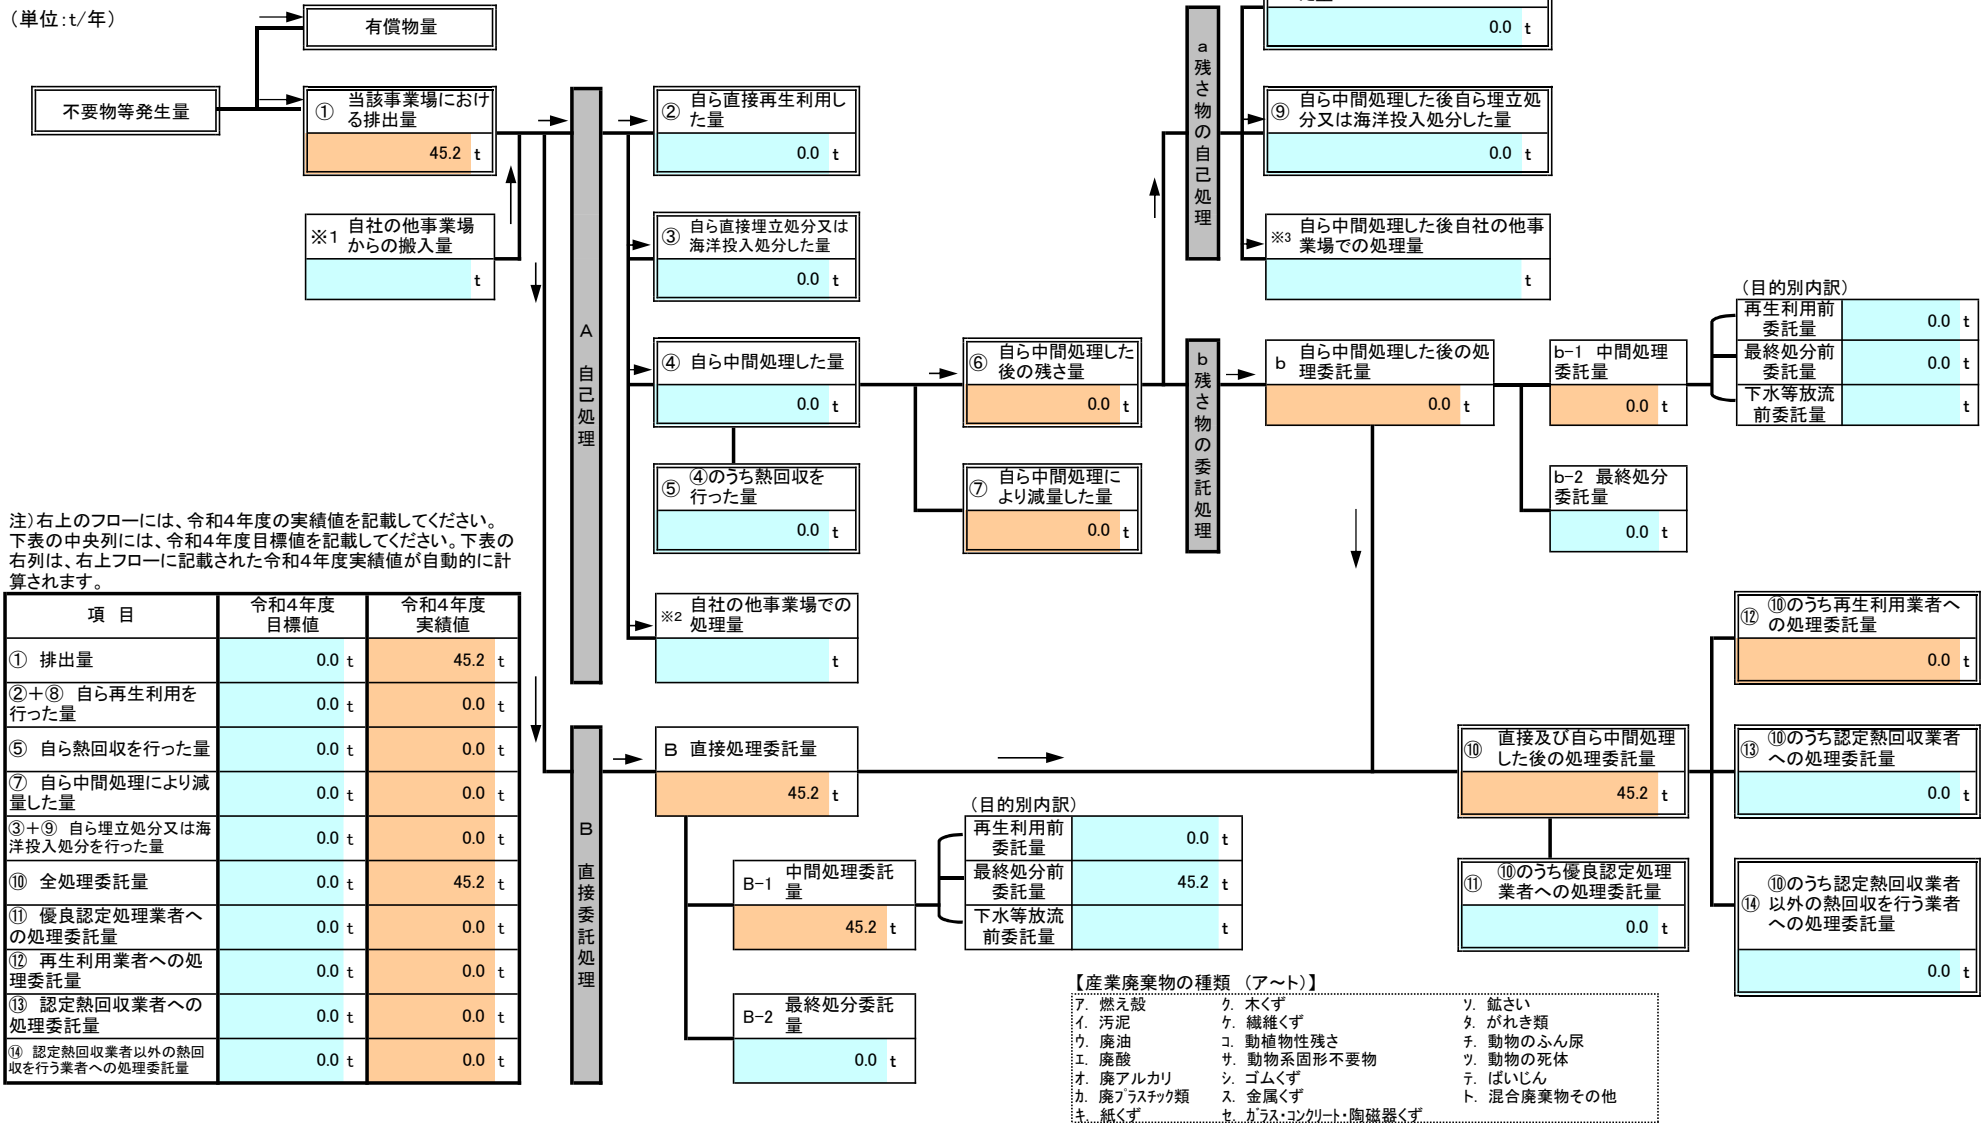 （単位:t/年）
有償物量
不要物等発生量
① 当該事業場におけ
る排出量
45.2 t
※1 自社の他事業場
からの搬入量
t
A 自己処理
② 自ら直接再生利用し
た量
0.0 t
③ 自ら直接埋立処分又は
海洋投入処分した量
0.0 t
④ 自ら中間処理した量
0.0 t
⑤ ④のうち熱回収を
行った量
0.0 t
※2 自社の他事業場での
処理量
t
⑥ 自ら中間処理した
後の残さ量
0.0 t
⑦ 自ら中間処理に
より減量した量
0.0 t
a 残さ物の自己処理
0.0 t
⑨ 自ら中間処理した後自ら埋立処
分又は海洋投入処分した量
0.0 t
※3 自ら中間処理した後自社の他事
業場での処理量
t
b 残さ物の委託処理
b 自ら中間処理した後の処
理委託量
0.0 t
b-1 中間処理
委託量
0.0 t
b-2 最終処分
委託量
0.0 t
（目的別内訳）
再生利用前
委託量 0.0 t
最終処分前
委託量 0.0 t
下水等放流
前委託量 t
注）右上のフローには、令和4年度の実績値を記載してください。
下表の中央列には、令和4年度目標値を記載してください。下表の
右列は、右上フローに記載された令和4年度実績値が自動的に計
算されます。
項 目 令和4年度
目標値 令和4年度
実績値
① 排出量 0.0 t 45.2 t
②＋⑧ 自ら再生利用を
行った量 0.0 t 0.0 t
⑤ 自ら熱回収を行った量 0.0 t 0.0 t
⑦ 自ら中間処理により減
量した量 0.0 t 0.0 t
③＋⑨ 自ら埋立処分又は海
洋投入処分を行った量 0.0 t 0.0 t
⑩ 全処理委託量 0.0 t 45.2 t
⑪ 優良認定処理業者へ
の処理委託量 0.0 t 0.0 t
⑫ 再生利用業者への処
理委託量 0.0 t 0.0 t
⑬ 認定熱回収業者への
処理委託量 0.0 t 0.0 t
⑭ 認定熱回収業者以外の熱回
収を行う業者への処理委託量 0.0 t 0.0 t
B 直接委託処理
B 直接処理委託量
45.2 t
B-1 中間処理委託
量
45.2 t
B-2 最終処分委託
量
0.0 t
（目的別内訳）
再生利用前
委託量 0.0 t
最終処分前
委託量 45.2 t
下水等放流
前委託量 t
⑩ 直接及び自ら中間処理
した後の処理委託量
45.2 t
⑪ ⑩のうち優良認定処理
業者への処理委託量
0.0 t
⑫ ⑩のうち再生利用業者へ
の処理委託量
0.0 t
⑬ ⑩のうち認定熱回収業者
への処理委託量
0.0 t
⑭ ⑩のうち認定熱回収業者
以外の熱回収を行う業者
への処理委託量
0.0 t
【産業廃棄物の種類 （ア～ト）】
ア. 燃え殻 ク. 木くず ソ. 鉱さい
イ. 汚泥 ケ. 繊維くず タ. がれき類
ウ. 廃油 コ. 動植物性残さ チ. 動物のふん尿
エ. 廃酸 サ. 動物系固形不要物 ツ. 動物の死体
オ. 廃アルカリ シ. ゴムくず テ. ばいじん
カ. 廃プラスチック類 ス. 金属くず ト. 混合廃棄物その他
キ. 紙くず セ. ガラス・コンクリート・陶磁器くず